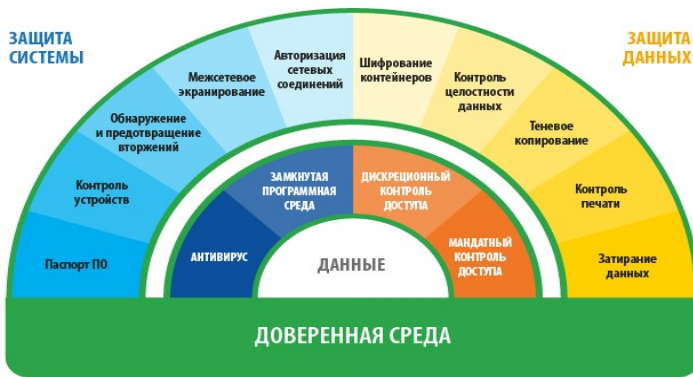 ЗАЩИТА
СИСТЕМЫ
ЗАЩИТА
ДАННЫХ
Паспорт ПО
Контроль
устройств
Обнаружение
и предотвращение
вторжений
Межсетевое
экранирование
Авторизация
сетевых
соединений
Шифрование
контейнеров
Контроль
целостности
данных
Теневое
копирование
Контроль
печати
Затирание
данных
АНТИВИРУС
ЗАМКНУТАЯ
ПРОГРАММНАЯ
СРЕДА
ДИСКРЕЦИОННЫЙ
КОНТРОЛЬ
ДОСТУПА
МАНДАТНЫЙ
КОНТРОЛЬ
ДОСТУПА
ДАННЫЕ
ДОВЕРЕННАЯ СРЕДА